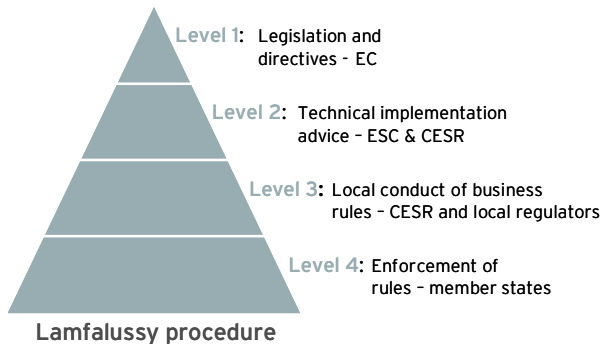 Level 1: Legislation and
directives - EC
Level 2: Technical implementation
advice – ESC & CESR
Level 3: Local conduct of business
rules – CESR and local regulators
Level 4: Enforcement of
rules – member states
Lamfalussy procedure